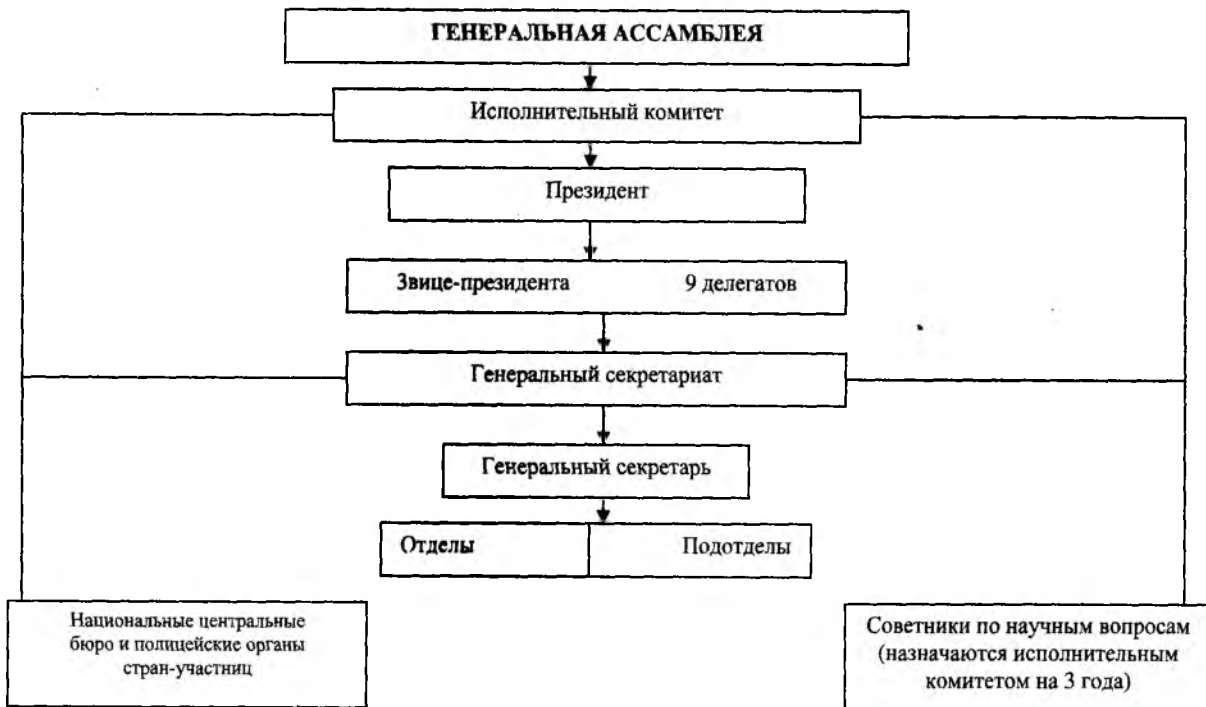 ГЕНЕРАЛЬНАЯ АССАМБЛЕЯ
Исполнительный комитет
Президент
Звице-президента 9 делегатов
Генеральный секретариат
Генеральный секретарь
Отделы Подотделы
Национальные центральные
бюро и полицейские органы
стран-участниц
Советники по научным вопросам
(назначаются исполнительным
комитетом на 3 года)